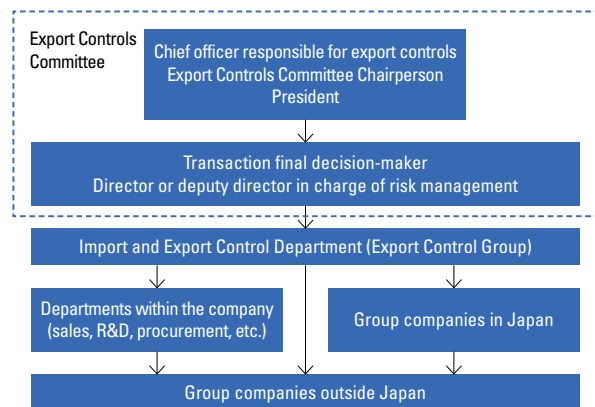 Export Controls
Committee
Chief officer responsible for export controls
Export Controls Committee Chairperson
President
Transaction final decision-maker
Director or deputy director in charge of risk management
Import and Export Control Department (Export Control Group)
Departments within the company
(sales, R&D, procurement, etc.)
Group companies in Japan
Group companies outside Japan